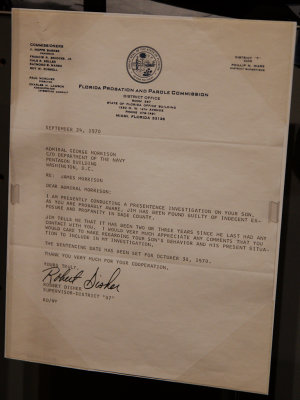 COMMISSIONERS
FLORIDA PROBATION AND PAROLE COMMISSION
DISTRICT OFFICE
STATE OF FLORIDA OFFICE BUILDING
MIAMI, FLORIDA
SEPTEMBER 24, 1970
ADMIRAL GEORGE MORRISON
C/O DEPARTMENT OF THE NAVY
PENTAGON BUILDING
WASHINGTON, D.C.
RE: JAMES MORRISON
DEAR ADMIRAL MORRISON:
I AM PRESENTLY CONDUCTING A PRESENTENCE INVESTIGATION ON YOUR SON.
AS YOU ARE PROBABLY AWARE, JIM HAS BEEN FOUND GUILTY OF INDECENT EX-
POSURE AND PROFANITY IN DADE COUNTY.
JIM TELLS ME THAT IT HAS BEEN TWO OR THREE YEARS SINCE HE LAST HAD ANY
CONTACT WITH YOU. I WOULD VERY MUCH APPRECIATE ANY COMMENTS THAT YOU
WOULD CARE TO MAKE REGARDING YOUR SON'S BEHAVIOR AND HIS PRESENT SITUA-
TION TO INCLUDE IN MY INVESTIGATION.
THE SENTENCING DATE HAS BEEN SET FOR OCTOBER 30, 1970.
THANK YOU VERY MUCH FOR YOUR COOPERATION.
YOURS TRULY,
Robert Disher
ROBERT DISHER
SUPERVISOR-DISTRICT